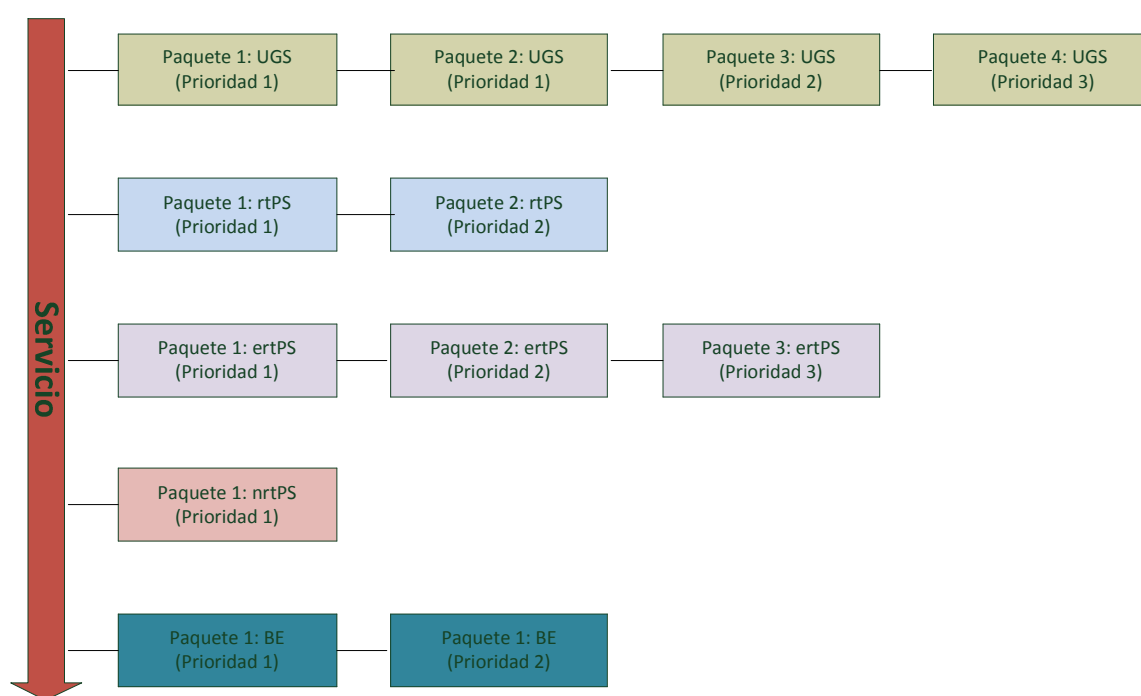 Servicio
Paquete 1: UGS
(Prioridad 1)
Paquete 2: UGS
(Prioridad 1)
Paquete 3: UGS
(Prioridad 2)
Paquete 4: UGS
(Prioridad 3)
Paquete 1: rtPS
(Prioridad 1)
Paquete 2: rtPS
(Prioridad 2)
Paquete 1: ertPS
(Prioridad 1)
Paquete 2: ertPS
(Prioridad 2)
Paquete 3: ertPS
(Prioridad 3)
Paquete 1: nrtPS
(Prioridad 1)
Paquete 1: BE
(Prioridad 1)
Paquete 1: BE
(Prioridad 2)